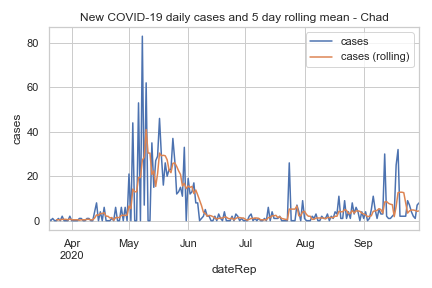 New COVID-19 daily cases and 5 day rolling mean - Chad
cases
cases (rolling)
cases
80
60
40
20
0
Apr
2020
May
Jun
Jul
Aug
Sep
dateRep